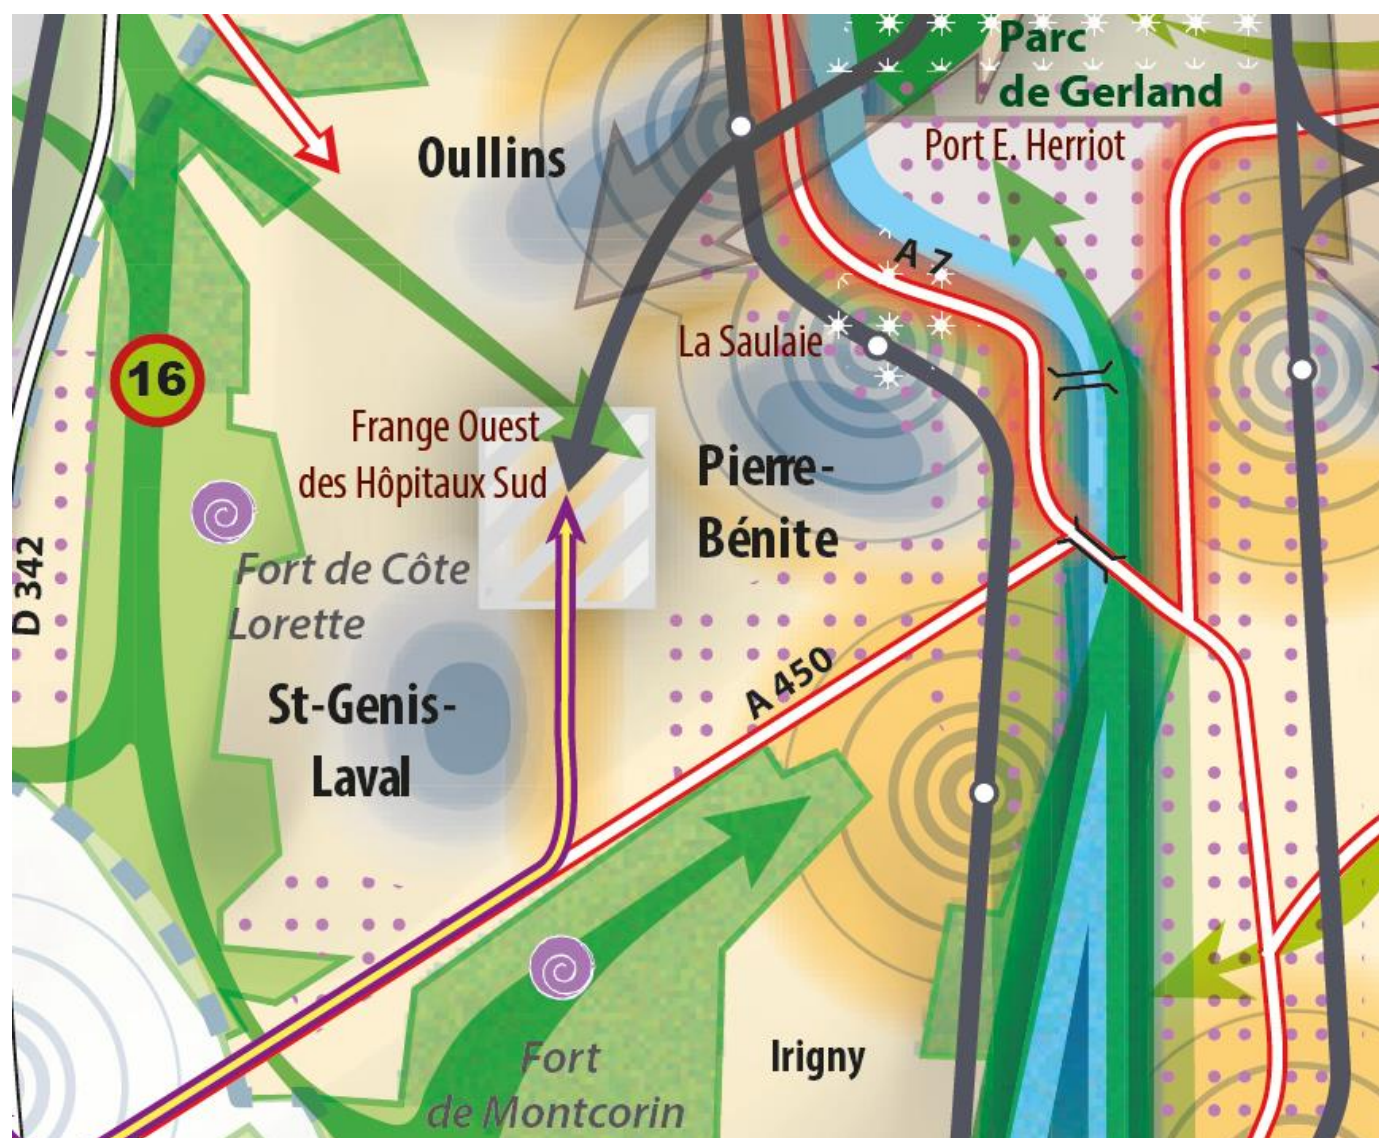 Parc
de Gerland
Port E. Herriot
Oullins
A 7
La Saulaie
16
Frange Ouest
des Hôpitaux Sud
Pierre-
Bénite
D 342
Fort de Côte
Lorette
St-Genis-
Laval
A 450
Fort
de Montcorin
Irigny